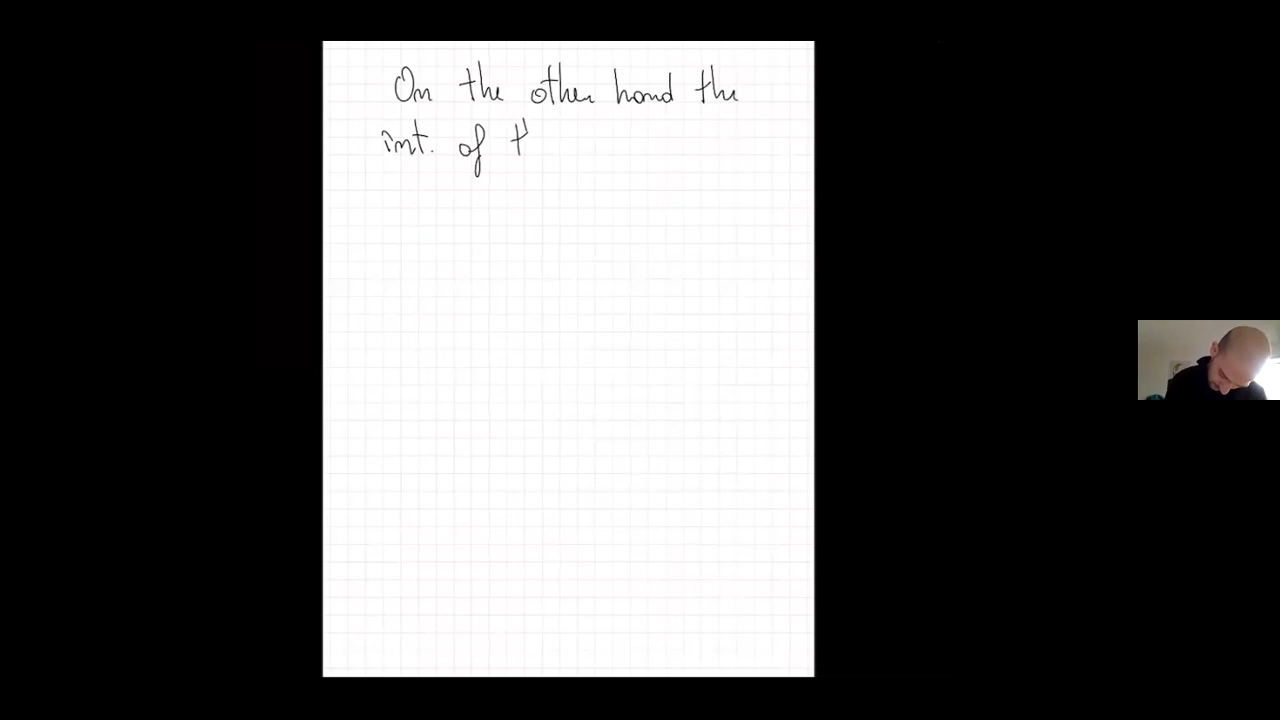 On the other hand the
int. of t